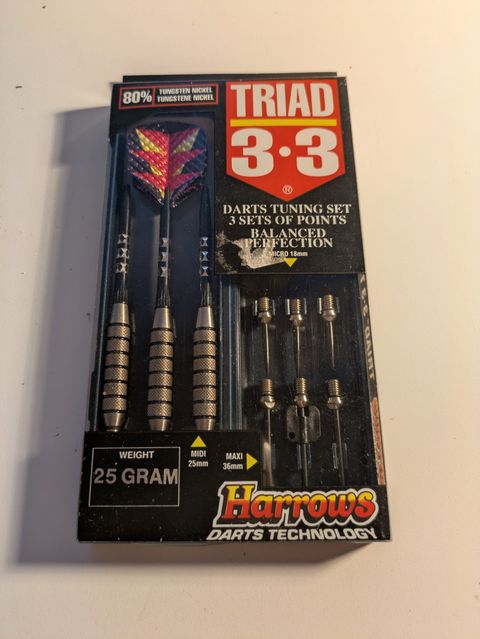 80%
TUNGSTEN NICKEL
TUNGSTENE NICKEL
TRIAD
3·3
®
DARTS TUNING SET
3 SETS OF POINTS
BALANCED
PERFECTION
MICRO 18mm
WEIGHT
25 GRAM
MIDI
25mm
MAXI
36mm
Harrows
DARTS TECHNOLOGY